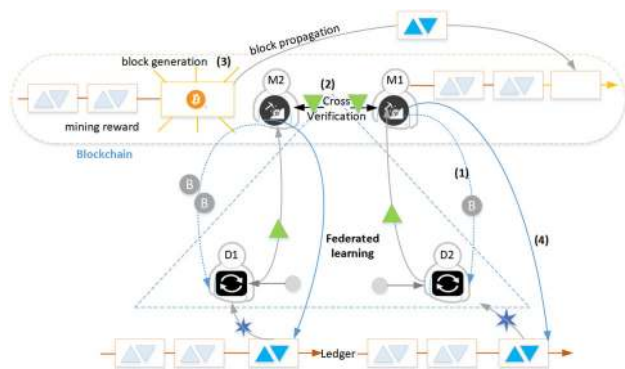 block propagation
block generation (3)
M2
(2)
M1
Cross
Verification
mining reward
Blockchain
(1)
B
B
B
Federated
learning
(4)
D1
D2
Ledger